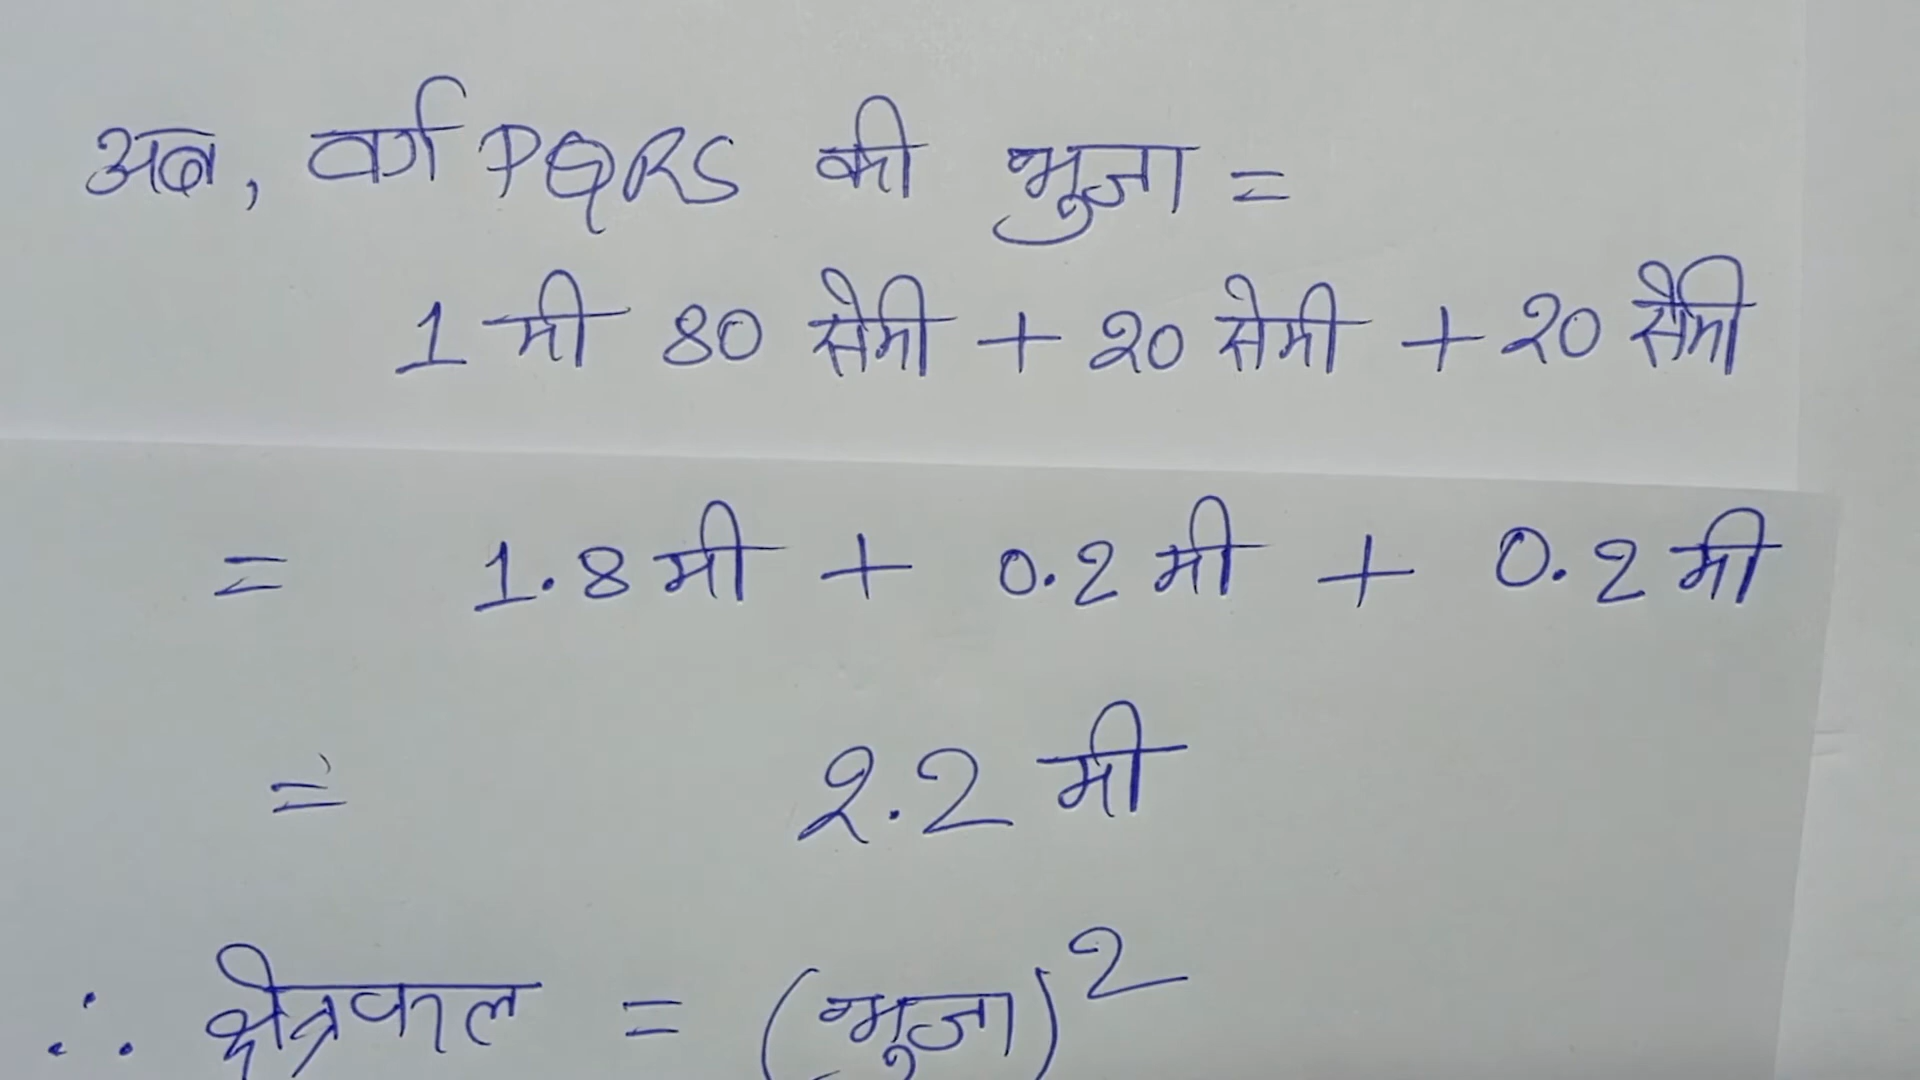 अब, वर्ग PQRS की भुजा =
1 मी 80 सेमी + 20 सेमी + 20 सेमी
= 1.8 मी + 0.2 मी + 0.2 मी
= 2.2 मी
∴ क्षेत्रफल = (भुजा)²